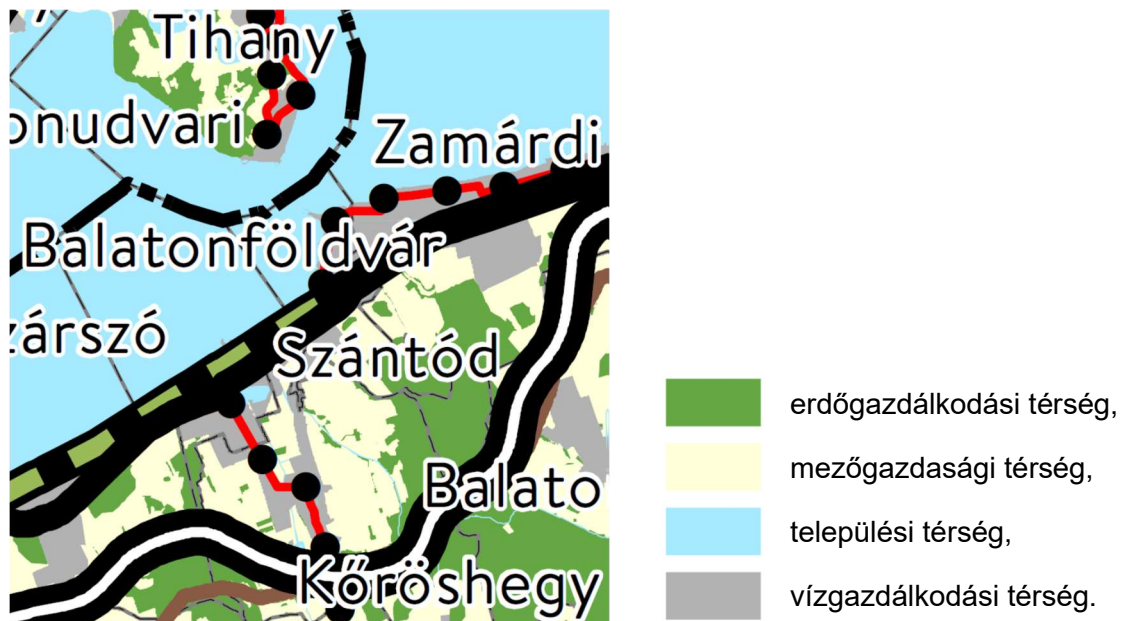 Tihany
onudvari
Zamárdi
Balatonföldvár
zárszó
Szántód
Balato
Kőröshegy
erdőgazdálkodási térség,
mezőgazdasági térség,
települési térség,
vízgazdálkodási térség.